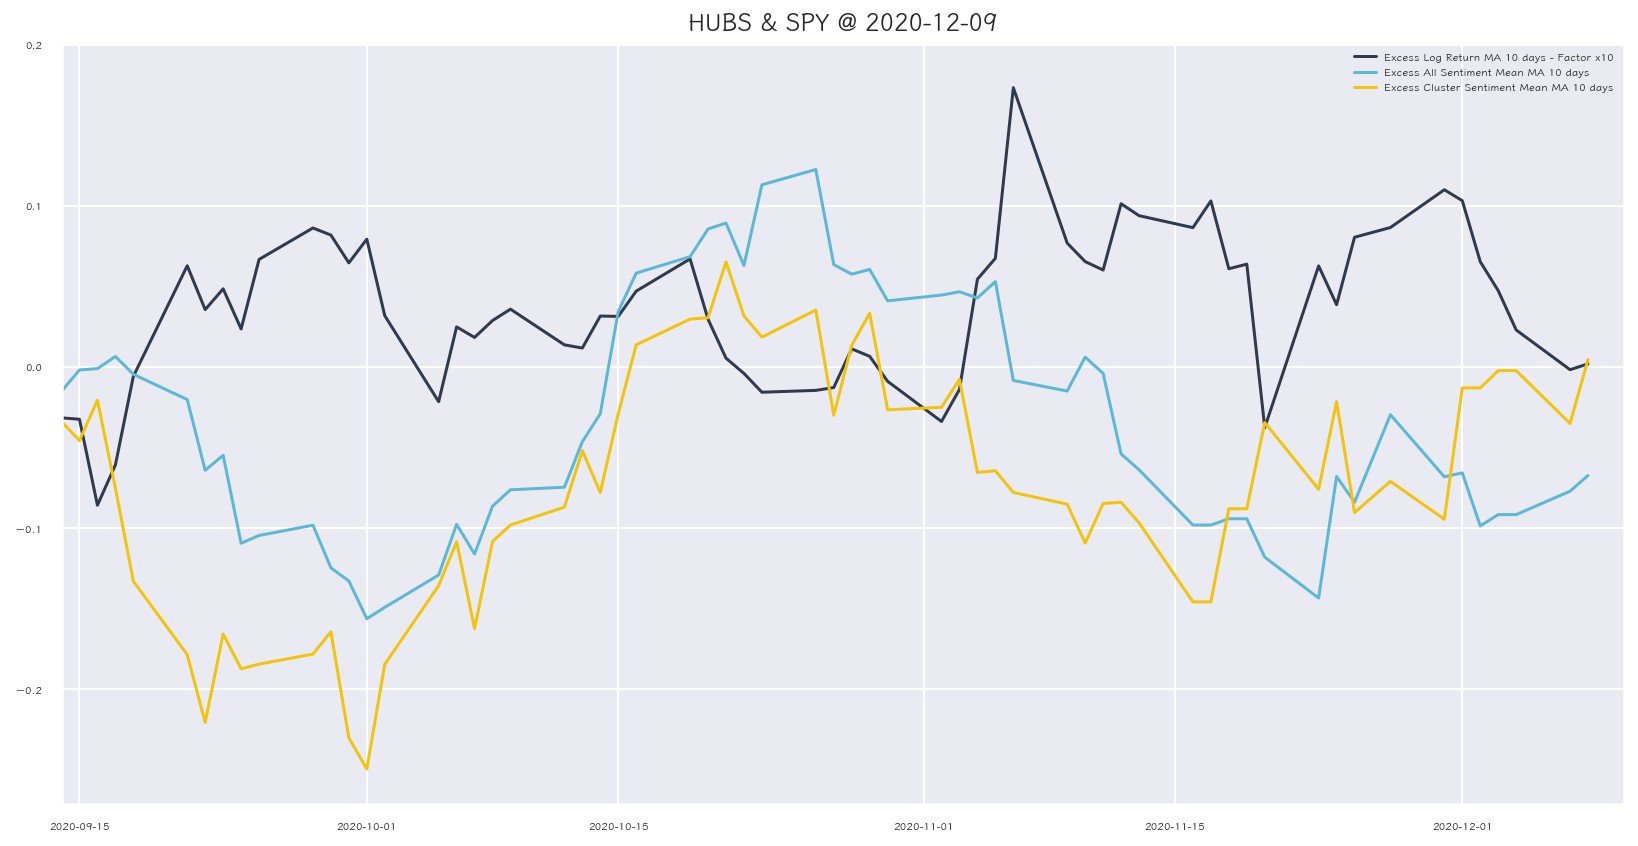 HUBS & SPY @ 2020-12-09
Excess Log Return MA 10 days - Factor x10
Excess All Sentiment Mean MA 10 days
Excess Cluster Sentiment Mean MA 10 days
0.2
0.1
0.0
−0.1
−0.2
2020-09-15
2020-10-01
2020-10-15
2020-11-01
2020-11-15
2020-12-01